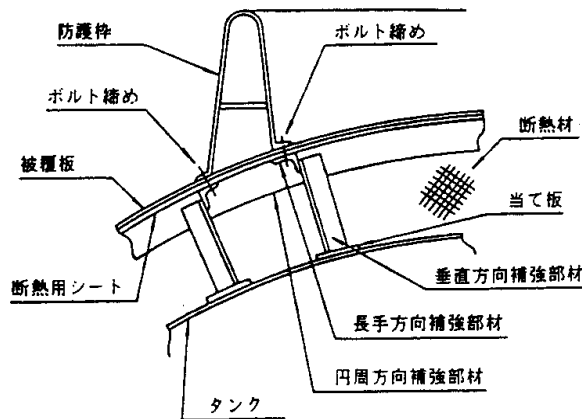 防護枠
ボルト締め
ボルト締め
断熱材
被覆板
当て板
垂直方向補強部材
断熱用シート
長手方向補強部材
円周方向補強部材
タンク